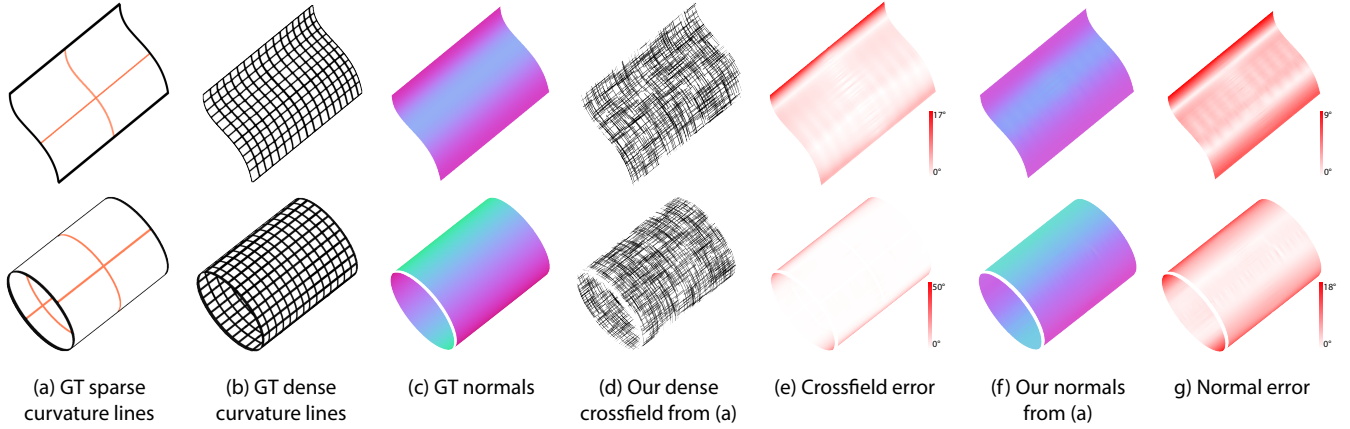 17°
0°
9°
0°
50°
0°
18°
0°
(a) GT sparse
curvature lines
(b) GT dense
curvature lines
(c) GT normals
(d) Our dense
crossfield from (a)
(e) Crossfield error
(f) Our normals
from (a)
g) Normal error